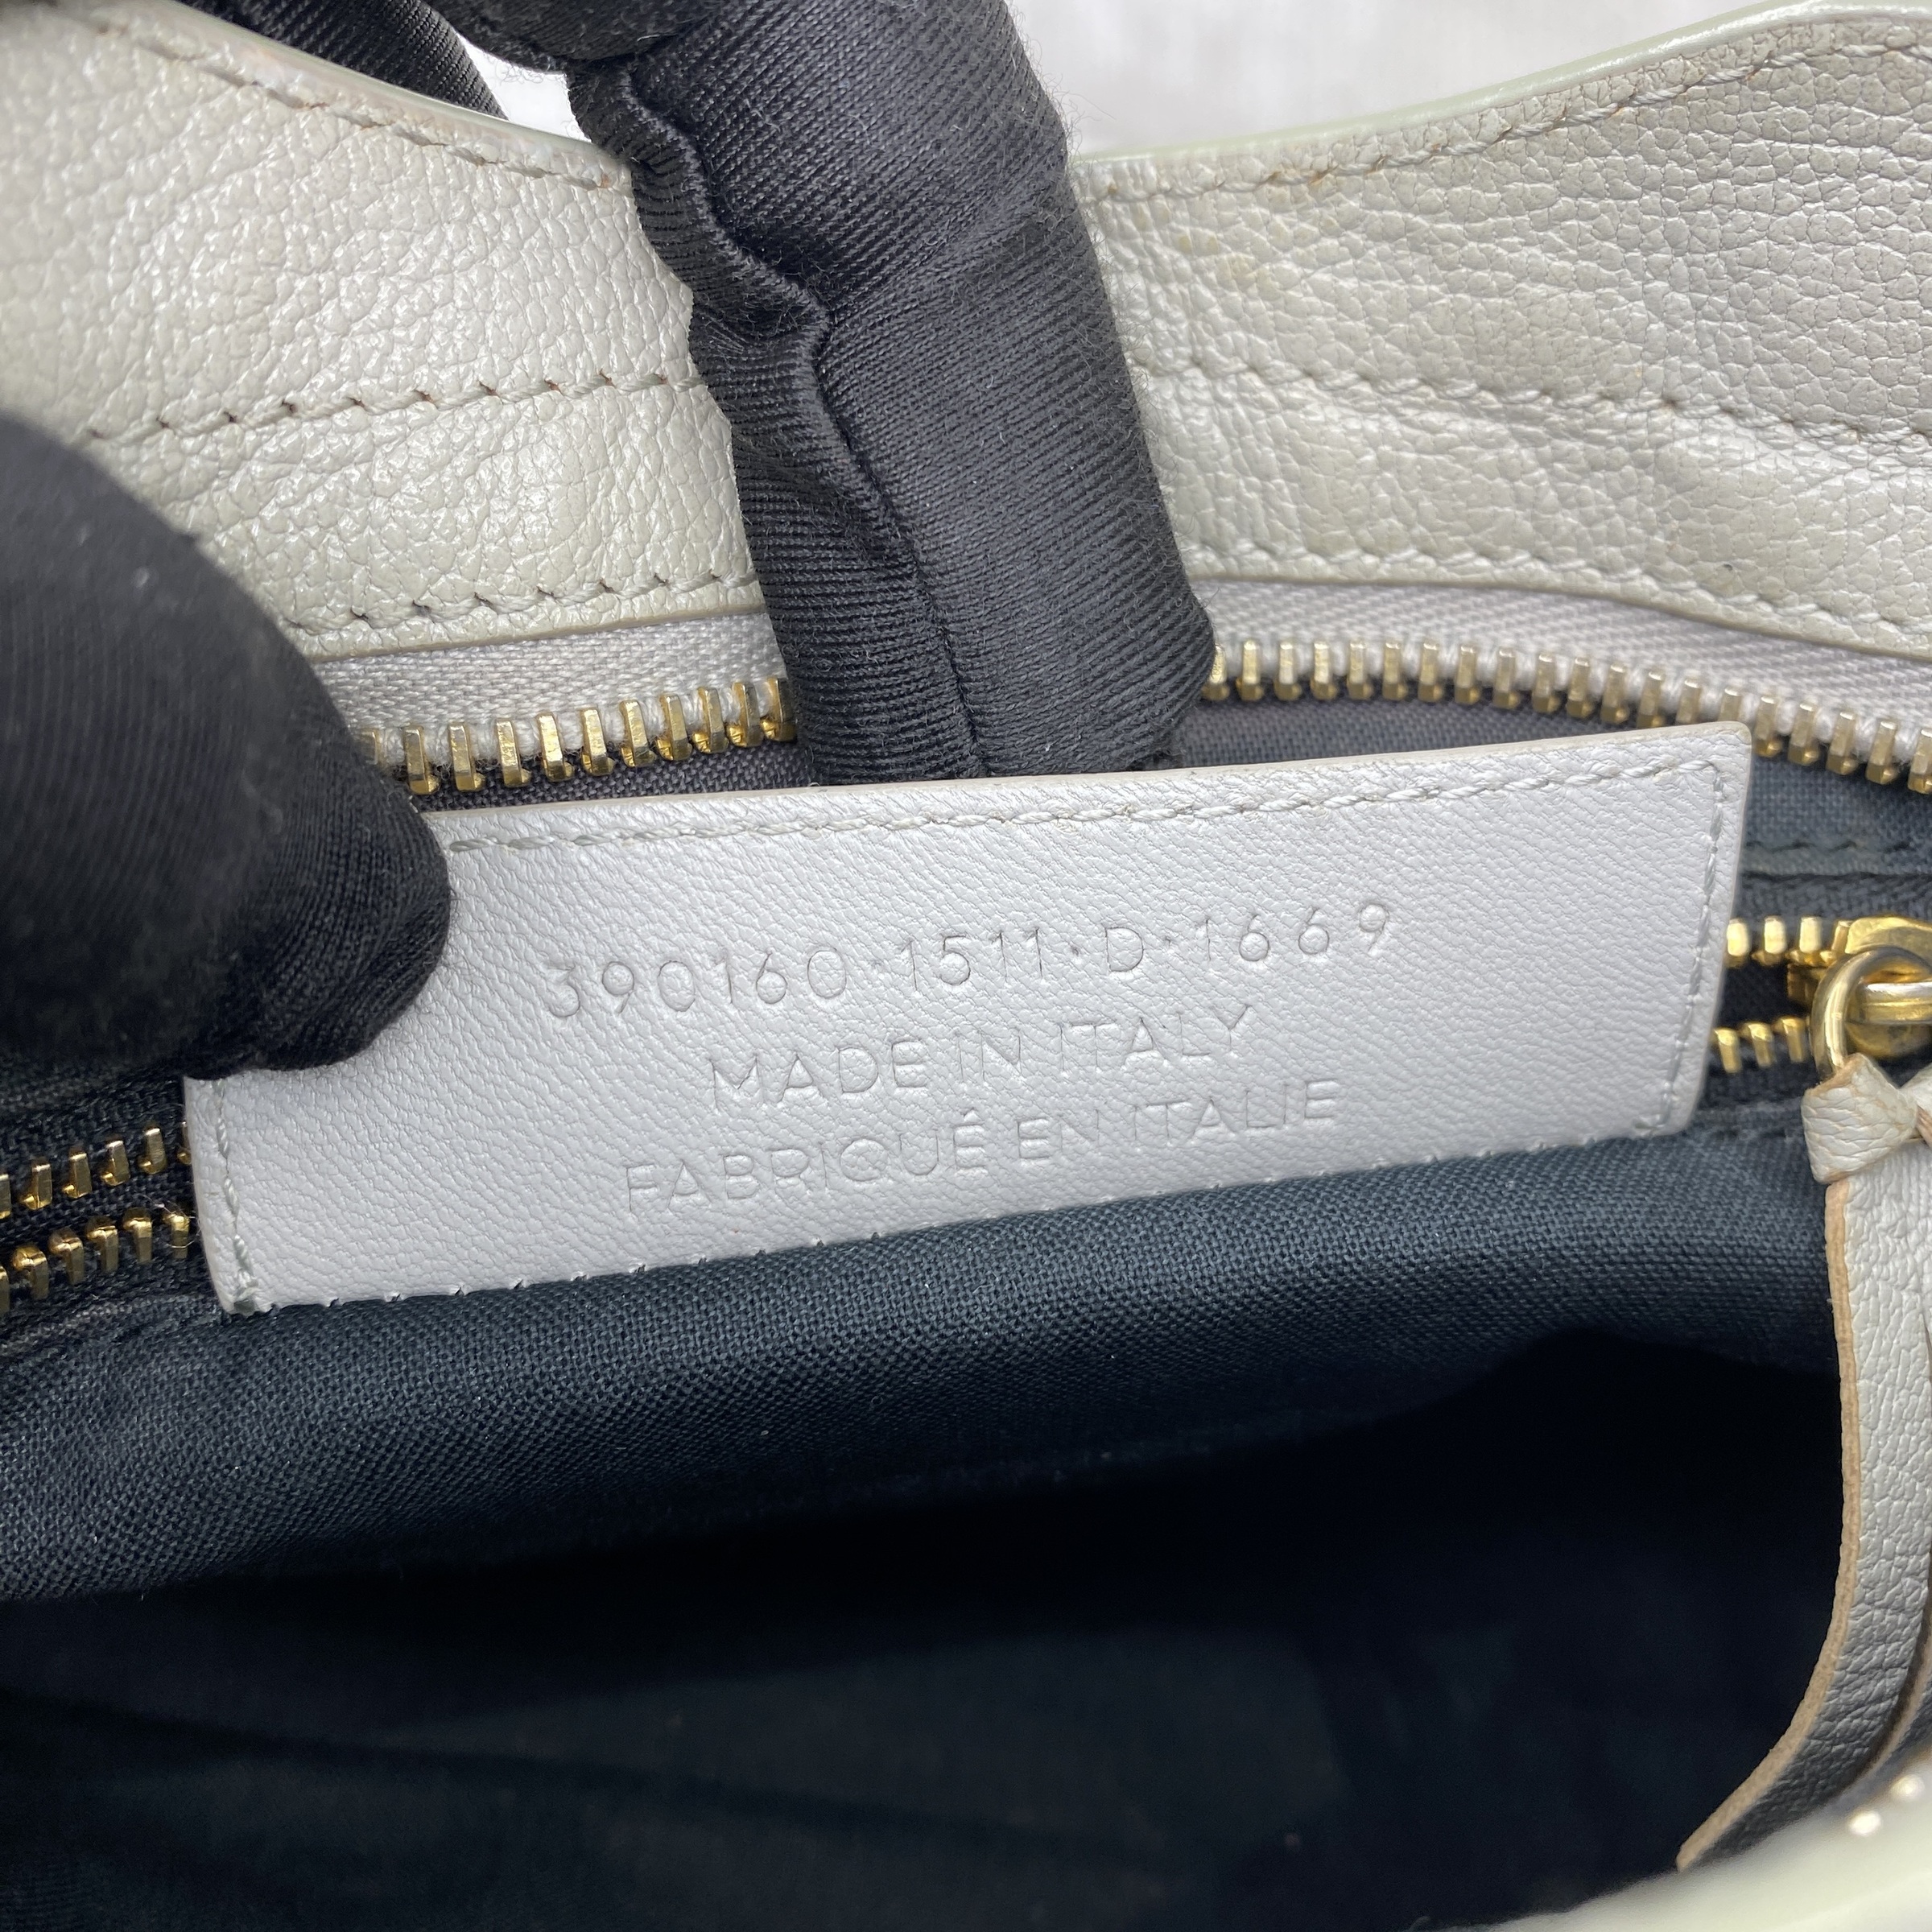 390160·1511·D·1669
MADE IN ITALY
FABRIQUÉ EN ITALIE